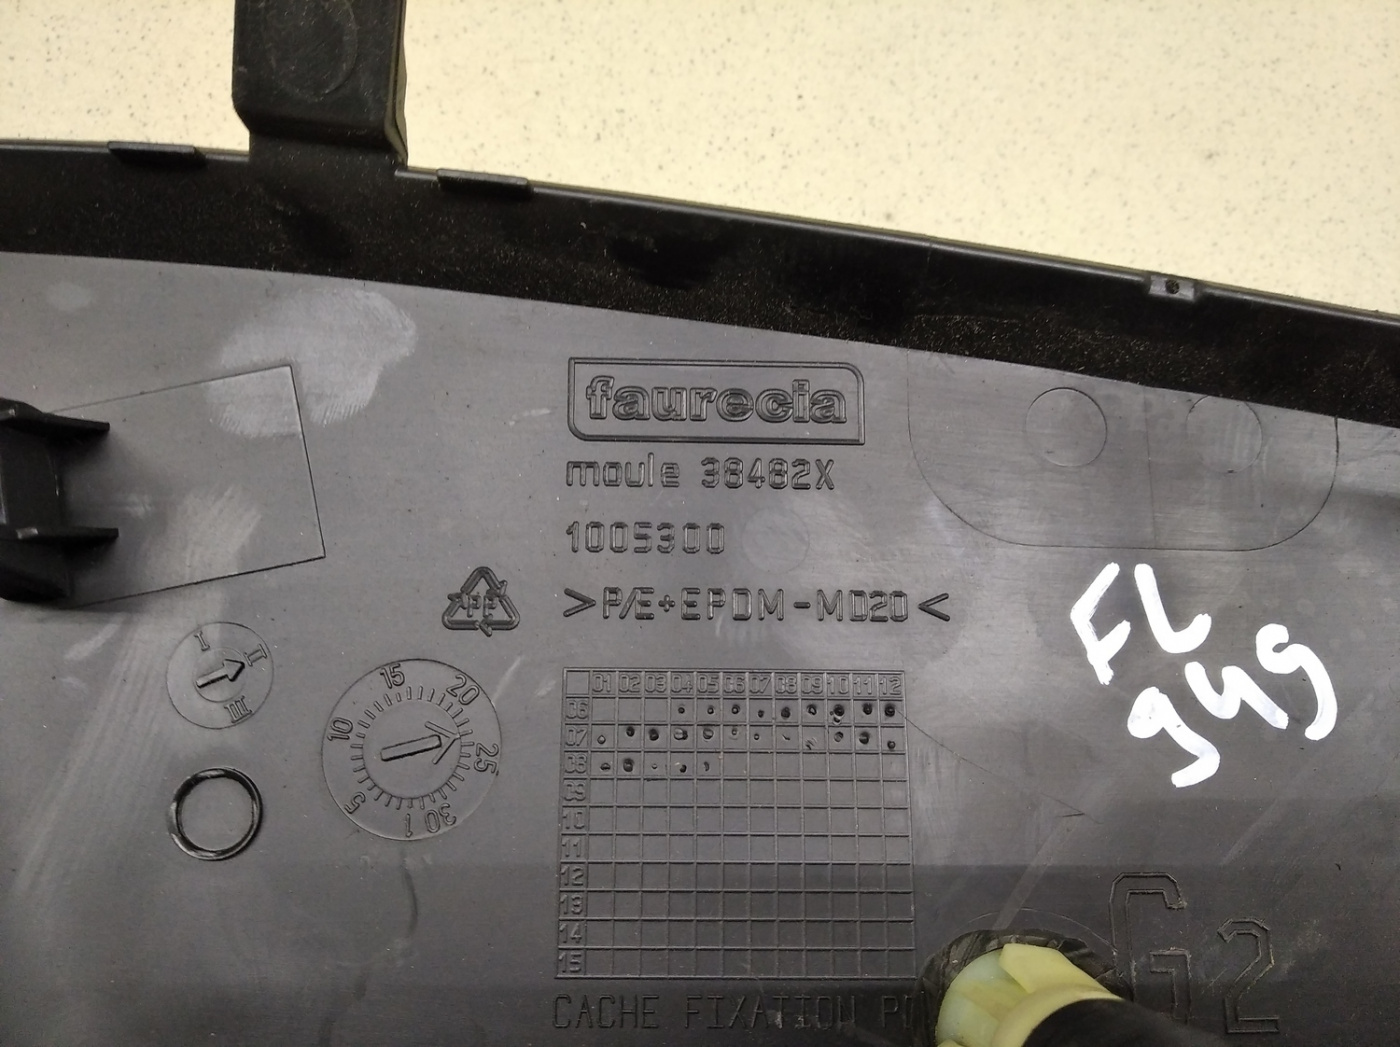 faurecia
moule 38482X
1005300
PP
>P/E+EPDM-MD20<
FL
949
I II III
15 20 25 30 1 5 10
01 02 03 04 05 06 07 08 09 10 11 12
06
07
08
09
10
11
12
13
14
15
G2
CACHE FIXATION